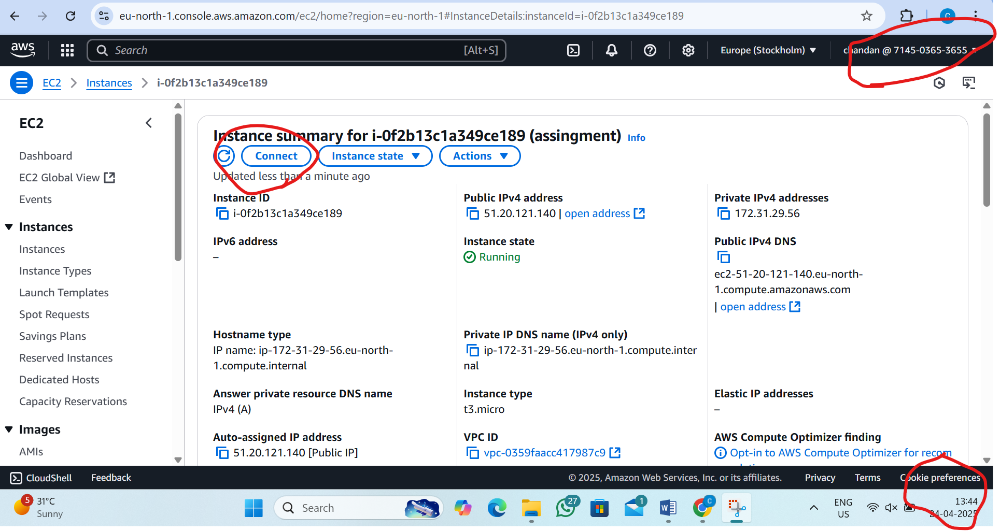 eu-north-1.console.aws.amazon.com/ec2/home?region=eu-north-1#InstanceDetails:instanceId=i-0f2b13c1a349ce189
C
aws
Search
[Alt+S]
Europe (Stockholm)
chandan @ 7145-0365-3655
EC2
Instances
i-0f2b13c1a349ce189
EC2
Dashboard
EC2 Global View
Events
Instances
Instances
Instance Types
Launch Templates
Spot Requests
Savings Plans
Reserved Instances
Dedicated Hosts
Capacity Reservations
Images
AMIs
Instance summary for i-0f2b13c1a349ce189 (assingment) Info
Connect
Instance state
Actions
Updated less than a minute ago
Instance ID
i-0f2b13c1a349ce189
Public IPv4 address
51.20.121.140 | open address
Private IPv4 addresses
172.31.29.56
IPv6 address
–
Instance state
Running
Public IPv4 DNS
ec2-51-20-121-140.eu-north-
1.compute.amazonaws.com
| open address
Hostname type
IP name: ip-172-31-29-56.eu-north-
1.compute.internal
Private IP DNS name (IPv4 only)
ip-172-31-29-56.eu-north-1.compute.inter
nal
Answer private resource DNS name
IPv4 (A)
Instance type
t3.micro
Elastic IP addresses
–
Auto-assigned IP address
51.20.121.140 [Public IP]
VPC ID
vpc-0359faacc417987c9
AWS Compute Optimizer finding
Opt-in to AWS Compute Optimizer for recom
CloudShell
Feedback
© 2025, Amazon Web Services, Inc. or its affiliates.
Privacy
Terms
Cookie preferences
5
31°C
Sunny
Search
27
1
W
C
ENG
US
13:44
24-04-2025